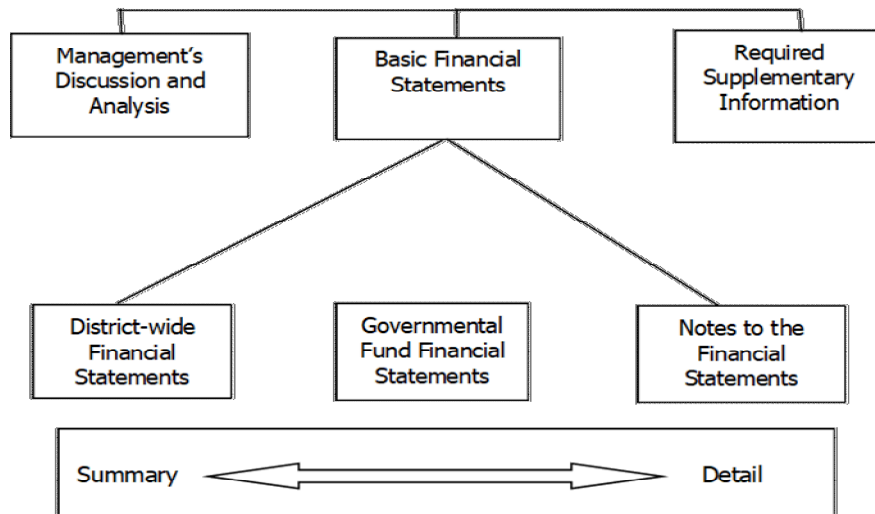 Management's
Discussion and
Analysis
Basic Financial
Statements
Required
Supplementary
Information
District-wide
Financial
Statements
Governmental
Fund Financial
Statements
Notes to the
Financial
Statements
Summary
Detail